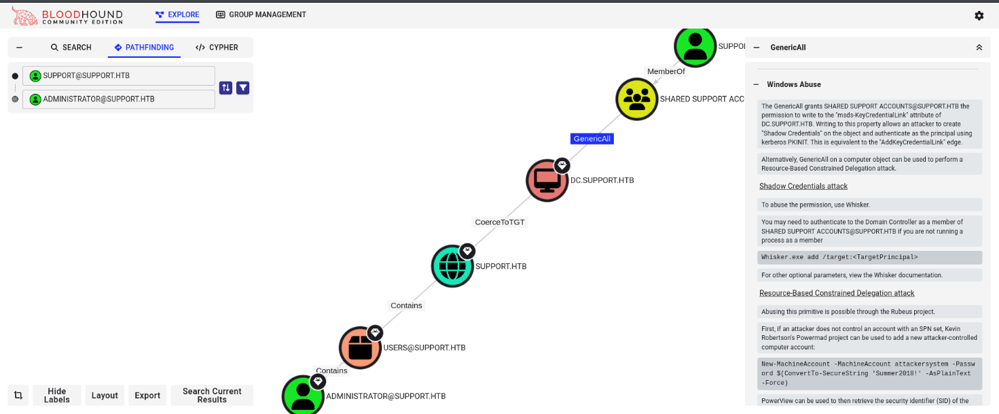 BLOODHOUND
COMMUNITY EDITION
EXPLORE
GROUP MANAGEMENT
SEARCH
PATHFINDING
CYPHER
SUPPORT@SUPPORT.HTB
ADMINISTRATOR@SUPPORT.HTB
SUPPO
MemberOf
SHARED SUPPORT ACC
GenericAll
DC.SUPPORT.HTB
CoerceToTGT
SUPPORT.HTB
Contains
USERS@SUPPORT.HTB
Contains
ADMINISTRATOR@SUPPORT.HTB
Hide
Labels
Layout
Export
Search Current
Results
GenericAll
Windows Abuse
The GenericAll grants SHARED SUPPORT ACCOUNTS@SUPPORT.HTB the
permission to write to the "msds-KeyCredentialLink" attribute of
DC.SUPPORT.HTB. Writing to this property allows an attacker to create
"Shadow Credentials" on the object and authenticate as the principal using
kerberos PKINIT. This is equivalent to the "AddKeyCredentialLink" edge.
Alternatively, GenericAll on a computer object can be used to perform a
Resource-Based Constrained Delegation attack.
Shadow Credentials attack
To abuse the permission, use Whisker.
You may need to authenticate to the Domain Controller as a member of
SHARED SUPPORT ACCOUNTS@SUPPORT.HTB if you are not running a
process as a member
Whisker.exe add /target:<TargetPrincipal>
For other optional parameters, view the Whisker documentation.
Resource-Based Constrained Delegation attack
Abusing this primitive is possible through the Rubeus project.
First, if an attacker does not control an account with an SPN set, Kevin
Robertson's Powermad project can be used to add a new attacker-controlled
computer account:
New-MachineAccount -MachineAccount attackersystem -Passw
ord $(ConvertTo-SecureString 'Summer2018!' -AsPlainText
-Force)
PowerView can be used to then retrieve the security identifier (SID) of the